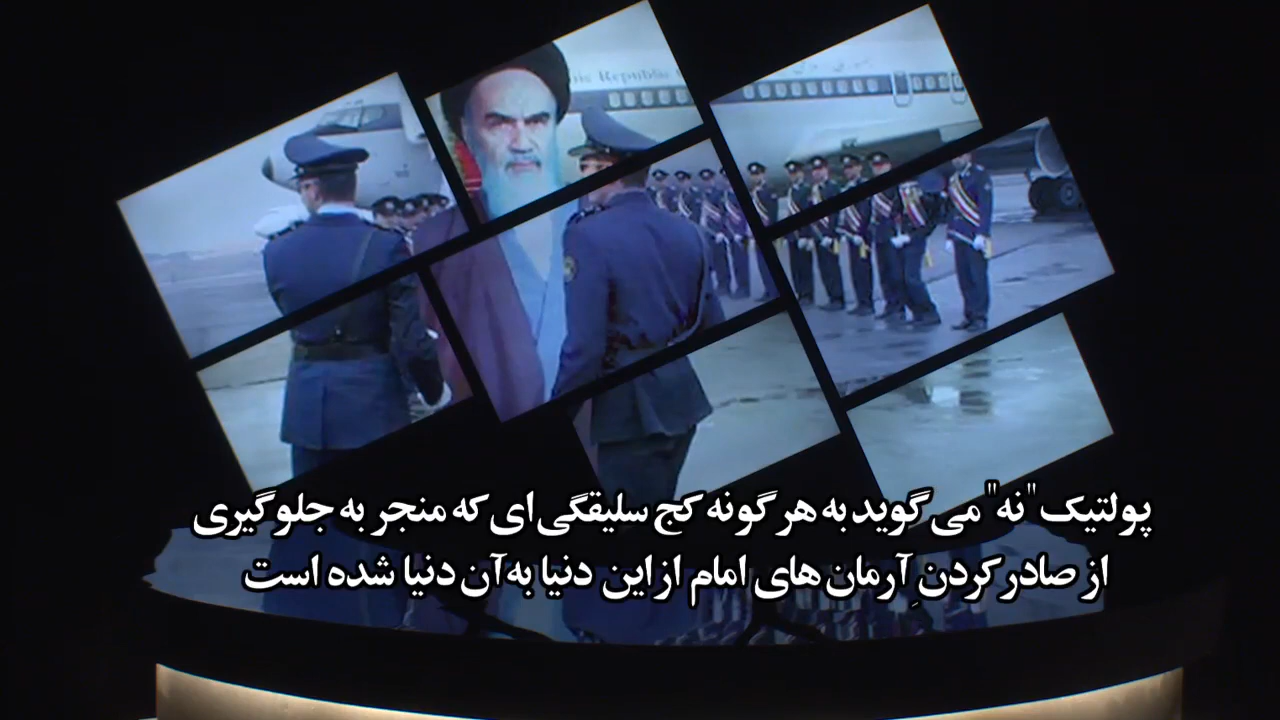 Republic
پولتیک "نه" می گوید به هر گونه کج سلیقگی ای که منجر به جلوگیری
از صادر کردنِ آرمان های امام از این دنیا به آن دنیا شده است